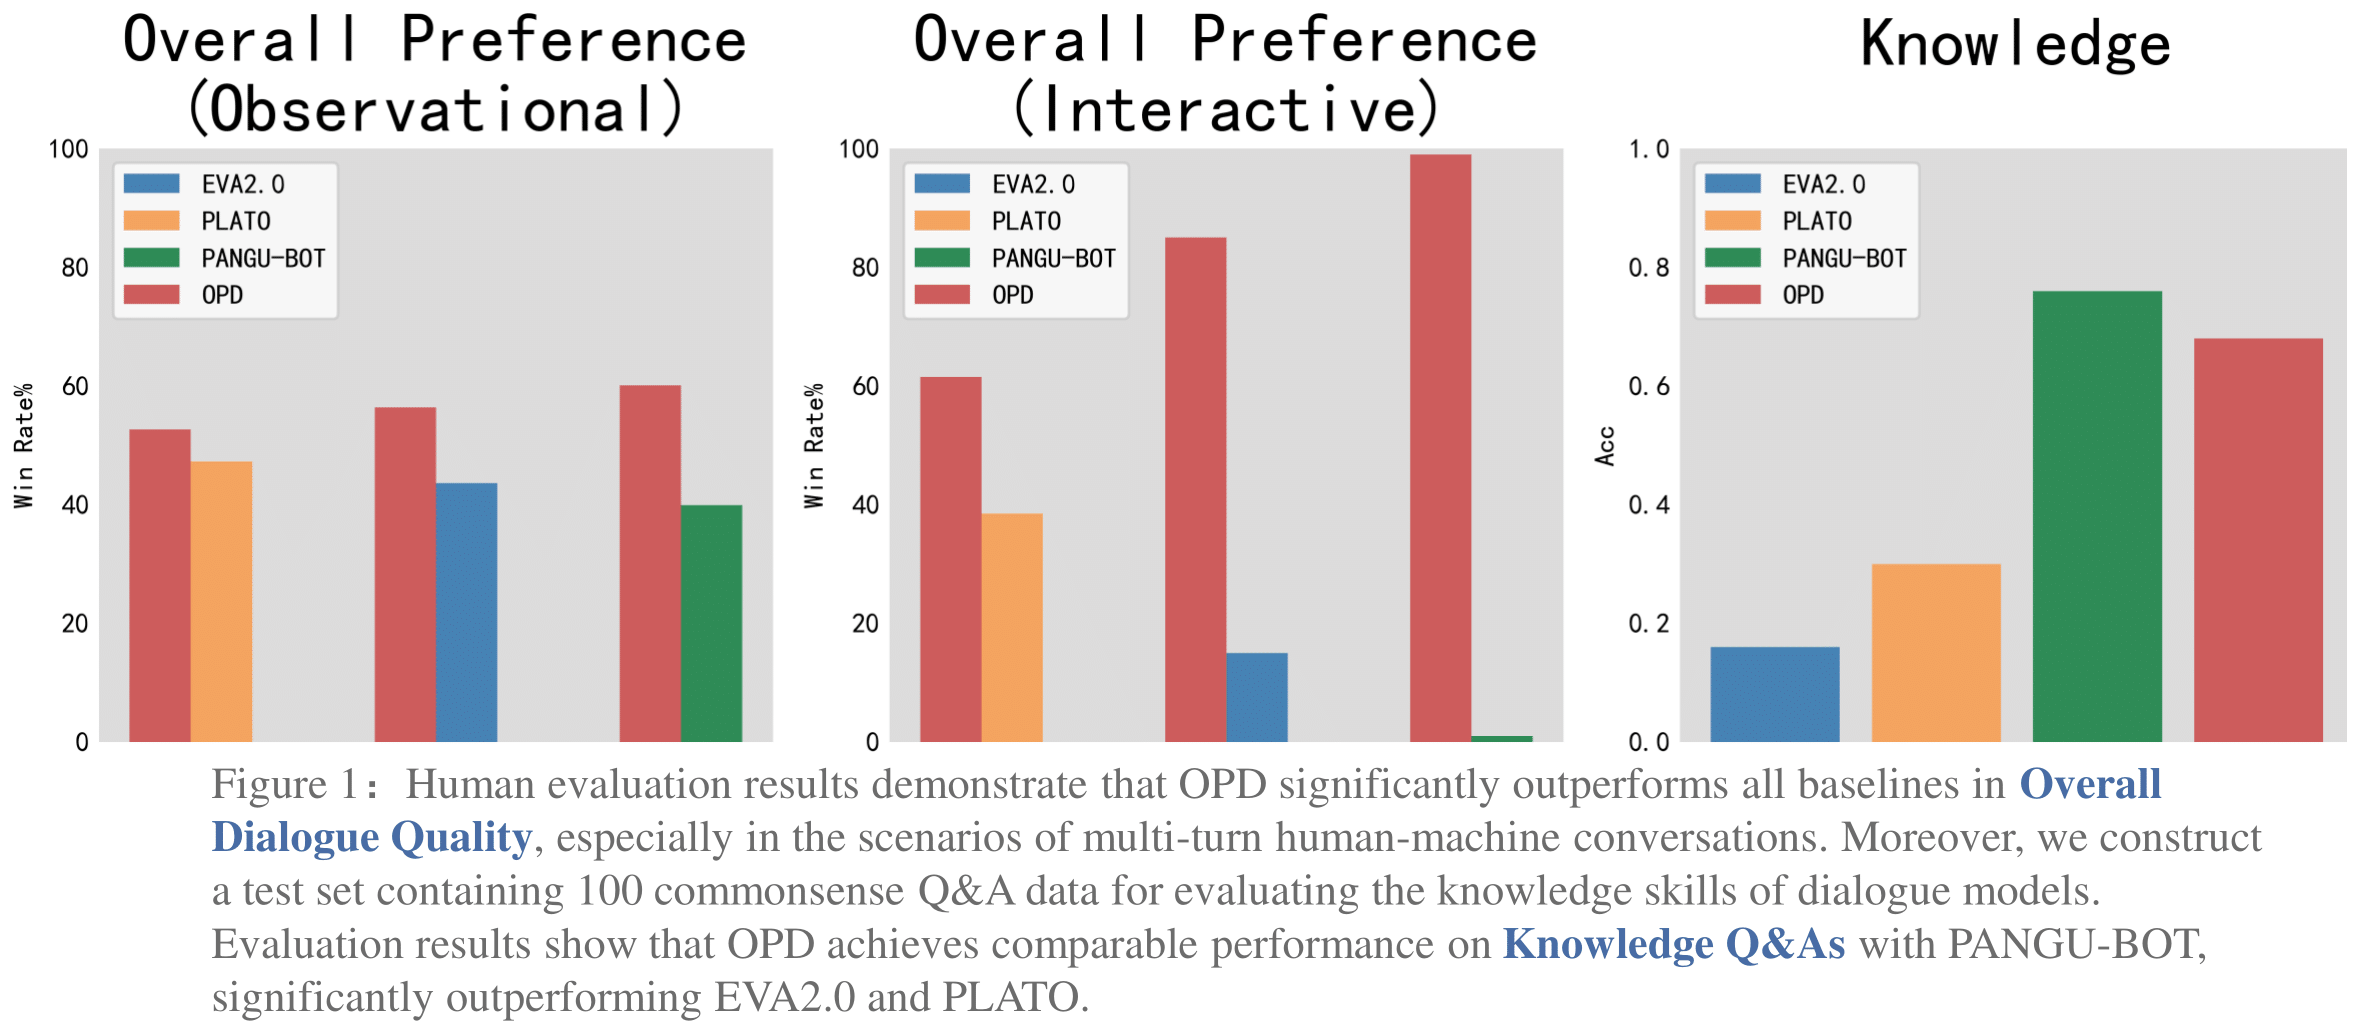 Overall Preference
(Observational)
100
80
60
40
20
0
Win Rate%
EVA2.0
PLATO
PANGU-BOT
OPD
Overall Preference
(Interactive)
100
80
60
40
20
0
Win Rate%
EVA2.0
PLATO
PANGU-BOT
OPD
Knowledge
1.0
0.8
0.6
0.4
0.2
0.0
Acc
EVA2.0
PLATO
PANGU-BOT
OPD
Figure 1：Human evaluation results demonstrate that OPD significantly outperforms all baselines in Overall
Dialogue Quality, especially in the scenarios of multi-turn human-machine conversations. Moreover, we construct
a test set containing 100 commonsense Q&A data for evaluating the knowledge skills of dialogue models.
Evaluation results show that OPD achieves comparable performance on Knowledge Q&As with PANGU-BOT,
significantly outperforming EVA2.0 and PLATO.